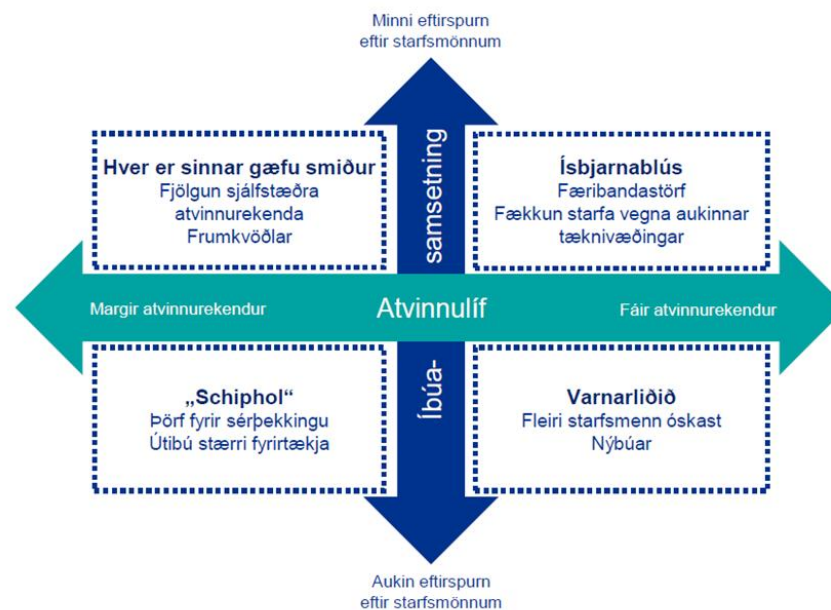 Minni eftirspurn
eftir starfsmönnum
Hver er sinnar gæfu smiður
Fjölgun sjálfstæðra
atvinnurekenda
Frumkvöðlar
Ísbjarnablús
Færibandastörf
Fækkun starfa vegna aukinnar
tæknivæðingar
samsetning
Margir atvinnurekendur
Atvinnulíf
Fáir atvinnurekendur
Íbúa-
„Schiphol“
Þörf fyrir sérþekkingu
Útibú stærri fyrirtækja
Varnarliðið
Fleiri starfsmenn óskast
Nýbúar
Aukin eftirspurn
eftir starfsmönnum